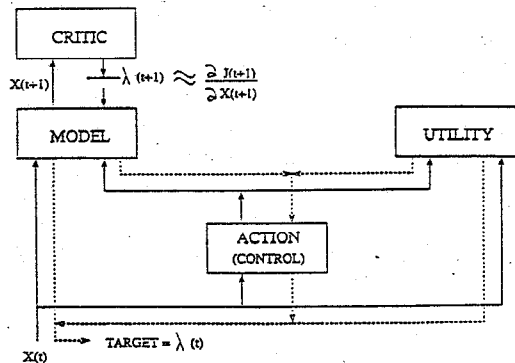 CRITIC
X(t+1)
λ (t+1) ≈ ∂ J(t+1)
∂ X(t+1)
MODEL
UTILITY
ACTION
(CONTROL)
TARGET = λ (t)
X(t)